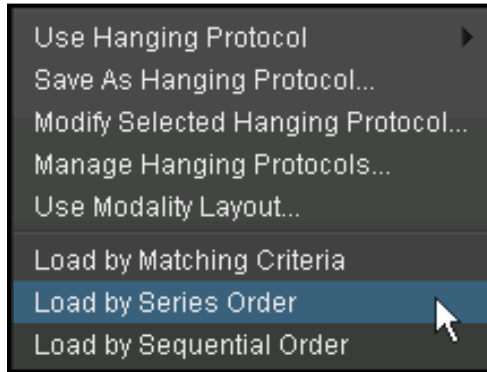 Use Hanging Protocol
Save As Hanging Protocol...
Modify Selected Hanging Protocol...
Manage Hanging Protocols...
Use Modality Layout...
Load by Matching Criteria
Load by Series Order
Load by Sequential Order